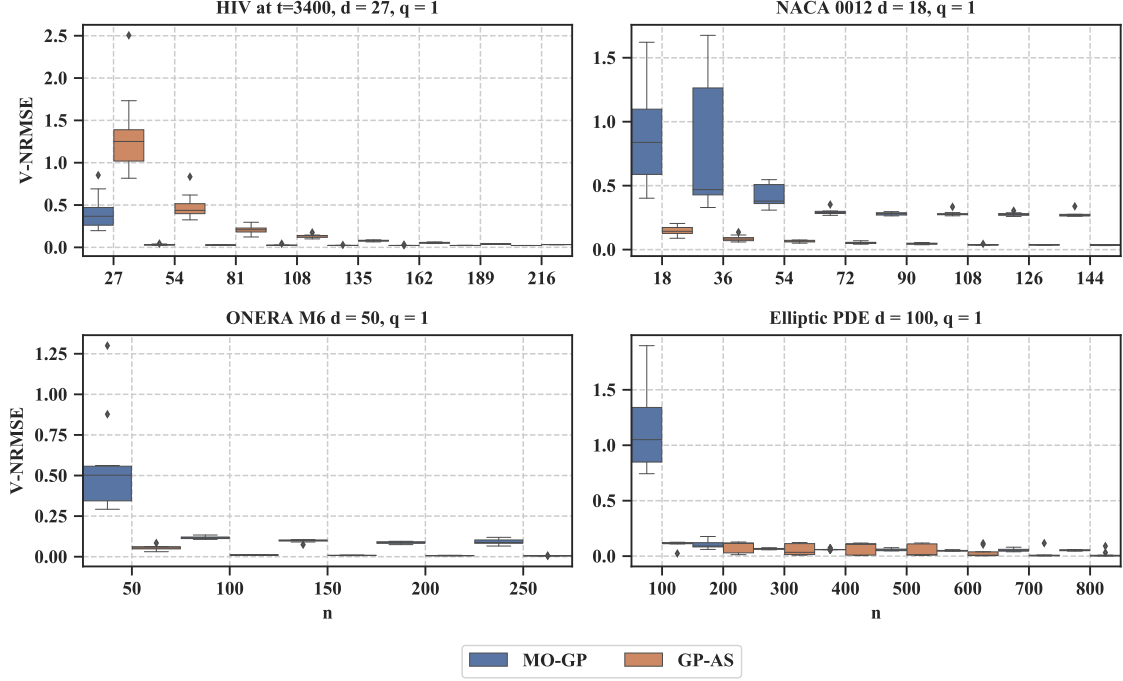 HIV at t=3400, d = 27, q = 1
NACA 0012 d = 18, q = 1
V-NRMSE
2.5
2.0
1.5
1.0
0.5
0.0
27 54 81 108 135 162 189 216
1.5
1.0
0.5
0.0
18 36 54 72 90 108 126 144
ONERA M6 d = 50, q = 1
Elliptic PDE d = 100, q = 1
V-NRMSE
1.25
1.00
0.75
0.50
0.25
0.00
50 100 150 200 250
n
1.5
1.0
0.5
0.0
100 200 300 400 500 600 700 800
n
MO-GP GP-AS